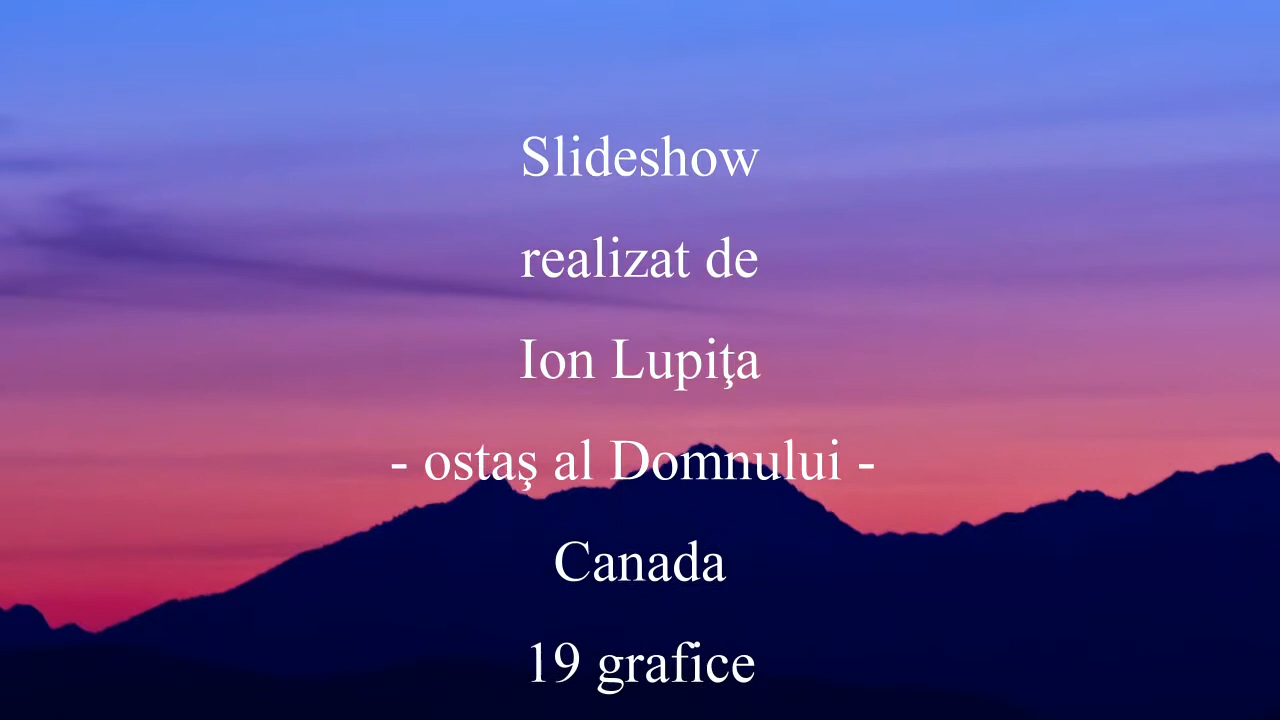 Slideshow
realizat de
Ion Lupiţa
- ostaş al Domnului -
Canada
19 grafice